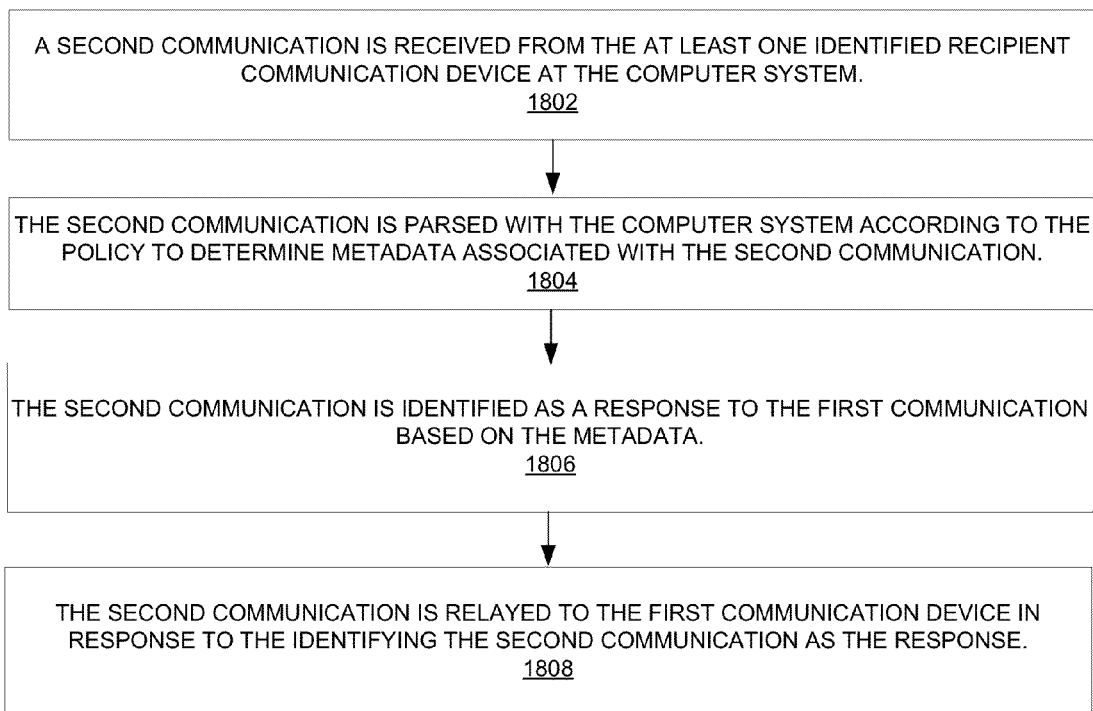 A SECOND COMMUNICATION IS RECEIVED FROM THE AT LEAST ONE IDENTIFIED RECIPIENT
COMMUNICATION DEVICE AT THE COMPUTER SYSTEM.
1802
THE SECOND COMMUNICATION IS PARSED WITH THE COMPUTER SYSTEM ACCORDING TO THE
POLICY TO DETERMINE METADATA ASSOCIATED WITH THE SECOND COMMUNICATION.
1804
THE SECOND COMMUNICATION IS IDENTIFIED AS A RESPONSE TO THE FIRST COMMUNICATION
BASED ON THE METADATA.
1806
THE SECOND COMMUNICATION IS RELAYED TO THE FIRST COMMUNICATION DEVICE IN
RESPONSE TO THE IDENTIFYING THE SECOND COMMUNICATION AS THE RESPONSE.
1808